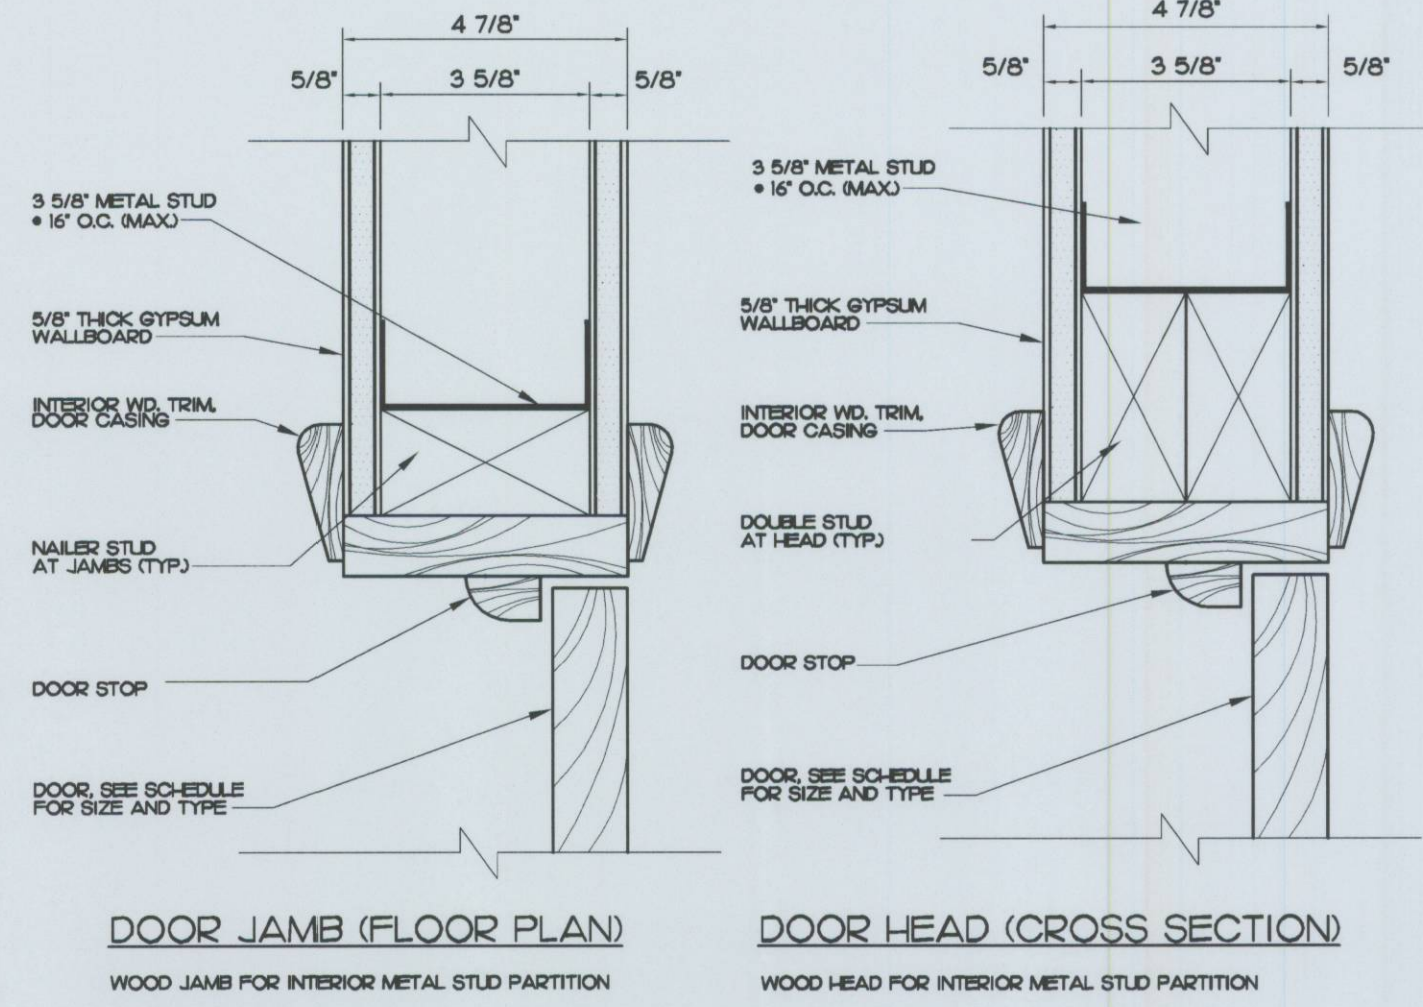 4 7/8"
5/8" 3 5/8" 5/8"
3 5/8" METAL STUD
• 16" O.C. (MAX.)
5/8" THICK GYPSUM
WALLBOARD
INTERIOR WD. TRIM,
DOOR CASING
NAILER STUD
AT JAMBS (TYP.)
DOOR STOP
DOOR, SEE SCHEDULE
FOR SIZE AND TYPE
DOOR JAMB (FLOOR PLAN)
WOOD JAMB FOR INTERIOR METAL STUD PARTITION
4 7/8"
5/8" 3 5/8" 5/8"
3 5/8" METAL STUD
• 16" O.C. (MAX.)
5/8" THICK GYPSUM
WALLBOARD
INTERIOR WD. TRIM,
DOOR CASING
DOUBLE STUD
AT HEAD (TYP.)
DOOR STOP
DOOR, SEE SCHEDULE
FOR SIZE AND TYPE
DOOR HEAD (CROSS SECTION)
WOOD HEAD FOR INTERIOR METAL STUD PARTITION